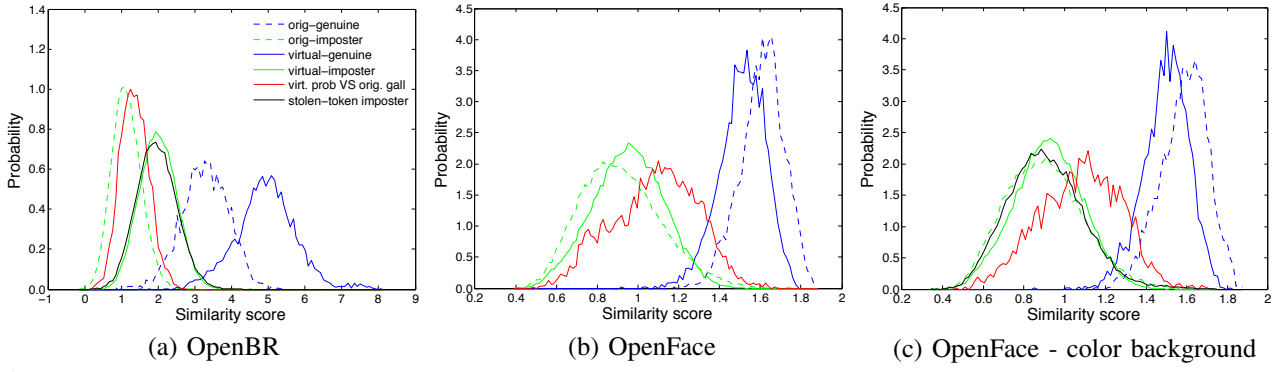 1.4
1.2
1.0
0.8
0.6
0.4
0.2
0.0
Probability
−1 0 1 2 3 4 5 6 7 8 9
Similarity score
orig−genuine
orig−imposter
virtual−genuine
virtual−imposter
virt. prob VS orig. gall
stolen−token imposter
(a) OpenBR
4.5
4.0
3.5
3.0
2.5
2.0
1.5
1.0
0.5
0.0
Probability
0.2 0.4 0.6 0.8 1 1.2 1.4 1.6 1.8 2
Similarity score
(b) OpenFace
4.5
4.0
3.5
3.0
2.5
2.0
1.5
1.0
0.5
0.0
Probability
0.2 0.4 0.6 0.8 1 1.2 1.4 1.6 1.8 2
Similarity score
(c) OpenFace - color background